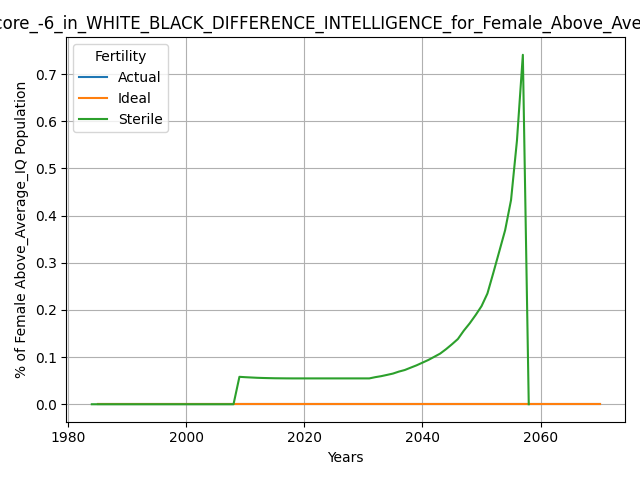 core_-6_in_WHITE_BLACK_DIFFERENCE_INTELLIGENCE_for_Female_Above_Ave
Fertility
Actual
Ideal
Sterile
% of Female Above_Average_IQ Population
0.7
0.6
0.5
0.4
0.3
0.2
0.1
0.0
1980
2000
2020
2040
2060
Years